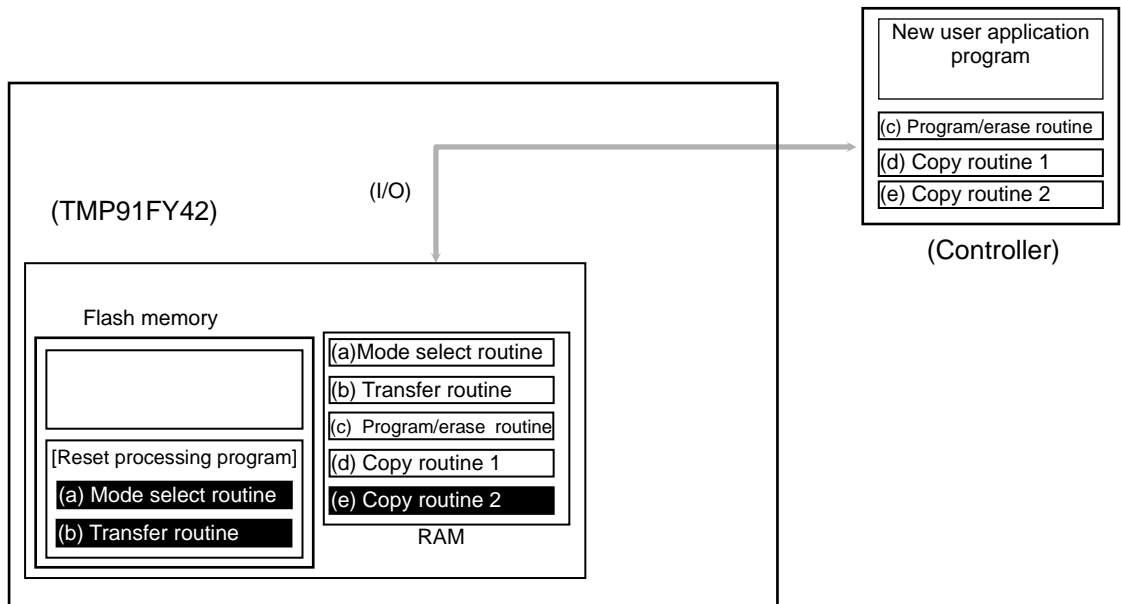 New user application
program
(c) Program/erase routine
(d) Copy routine 1
(e) Copy routine 2
(Controller)
(I/O)
(TMP91FY42)
Flash memory
[Reset processing program]
(a) Mode select routine
(b) Transfer routine
(a)Mode select routine
(b) Transfer routine
(c) Program/erase routine
(d) Copy routine 1
(e) Copy routine 2
RAM